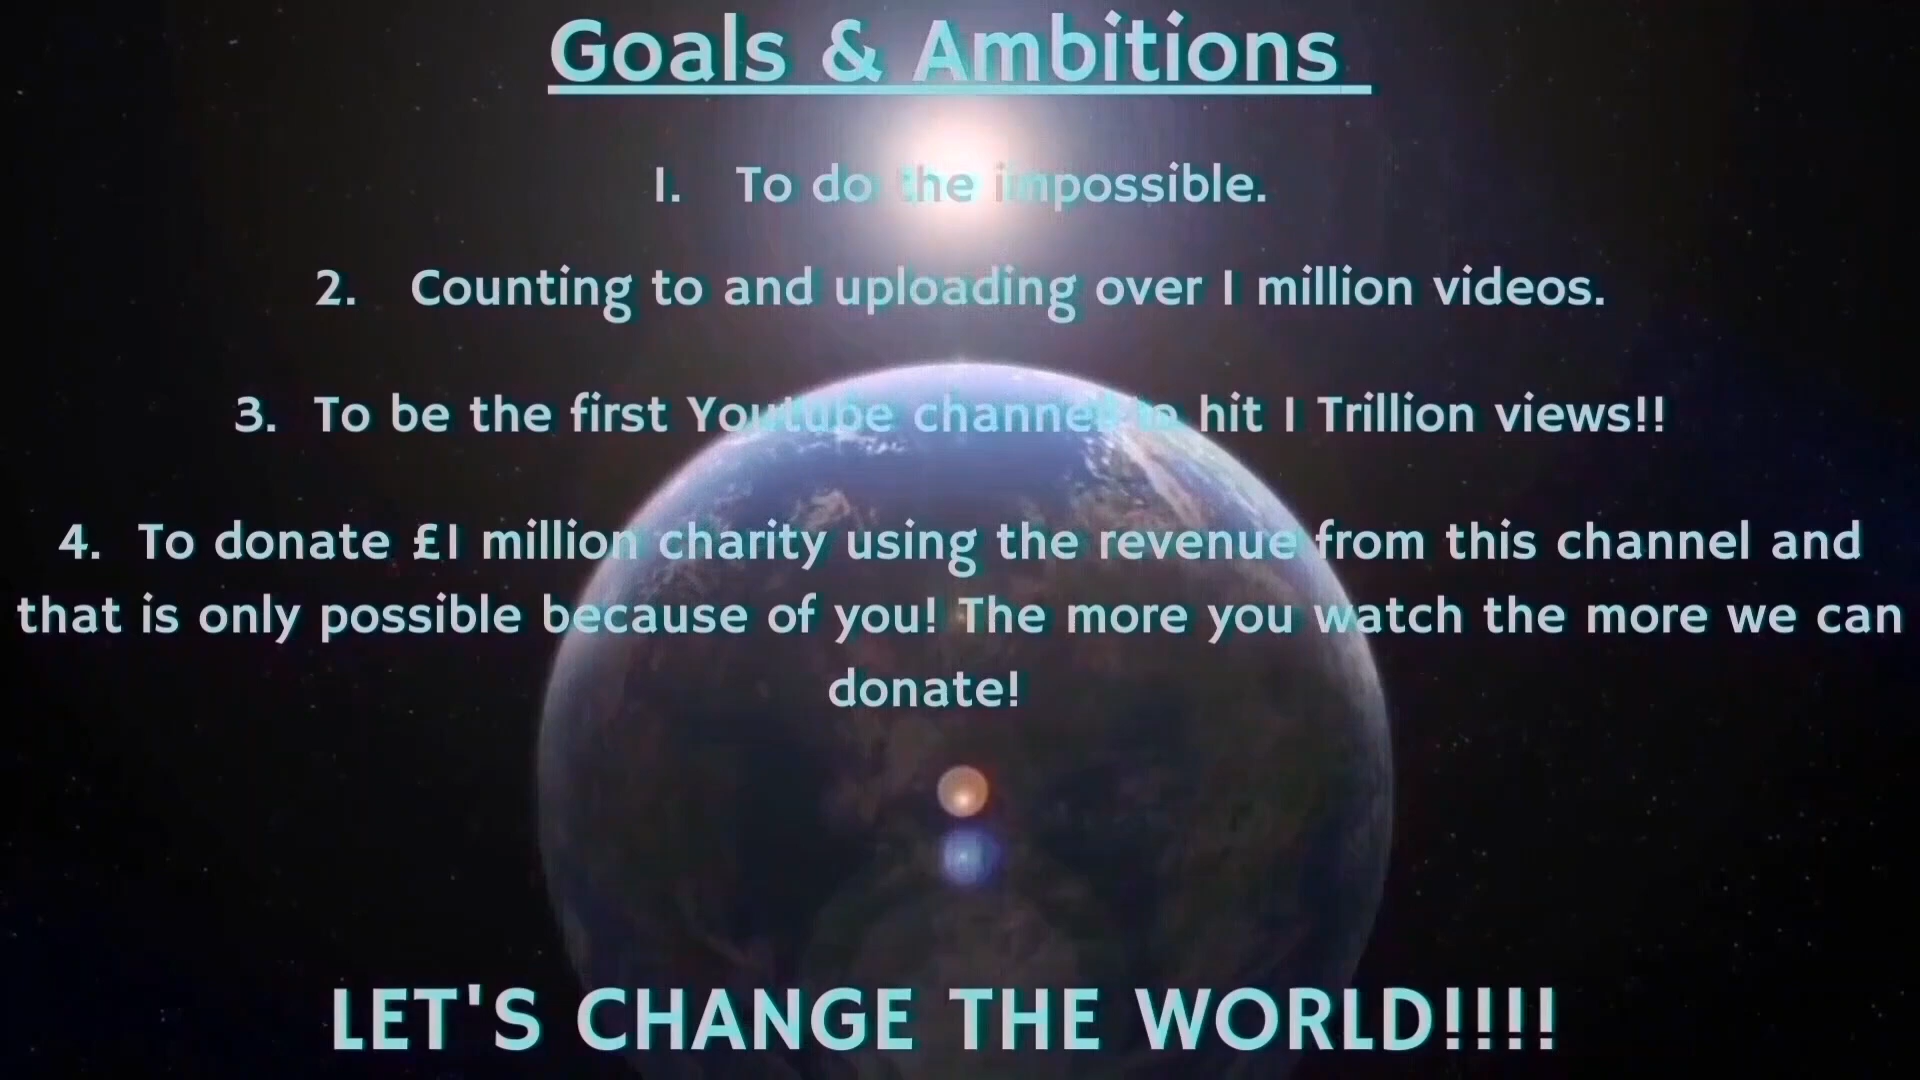 Goals & Ambitions
1. To do the impossible.
2. Counting to and uploading over 1 million videos.
3. To be the first Youtube channel to hit 1 Trillion views!!
4. To donate £1 million charity using the revenue from this channel and
that is only possible because of you! The more you watch the more we can
donate!
LET'S CHANGE THE WORLD!!!!